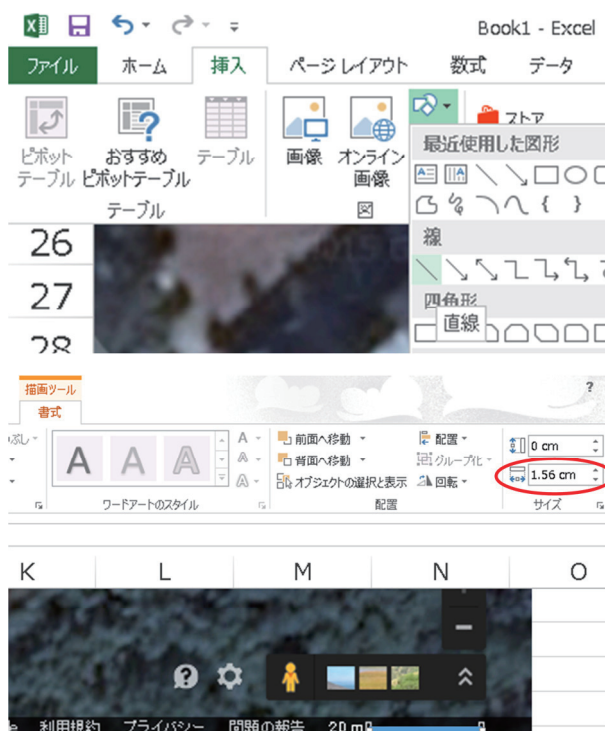 Book1 - Excel
ファイル ホーム 挿入 ページ レイアウト 数式 データ
ピボット
テーブル
おすすめ
ピボットテーブル
テーブル
画像
オンライン
画像
ストア
テーブル
図
最近使用した図形
線
四角形
直線
26
27
28
描画ツール
書式
ぶし
A A A
前面へ移動
背面へ移動
オブジェクトの選択と表示
配置
グループ化
回転
0 cm
1.56 cm
ワードアートのスタイル
配置
サイズ
?
K L M N O
利用規約 プライバシー 問題の報告 20 m